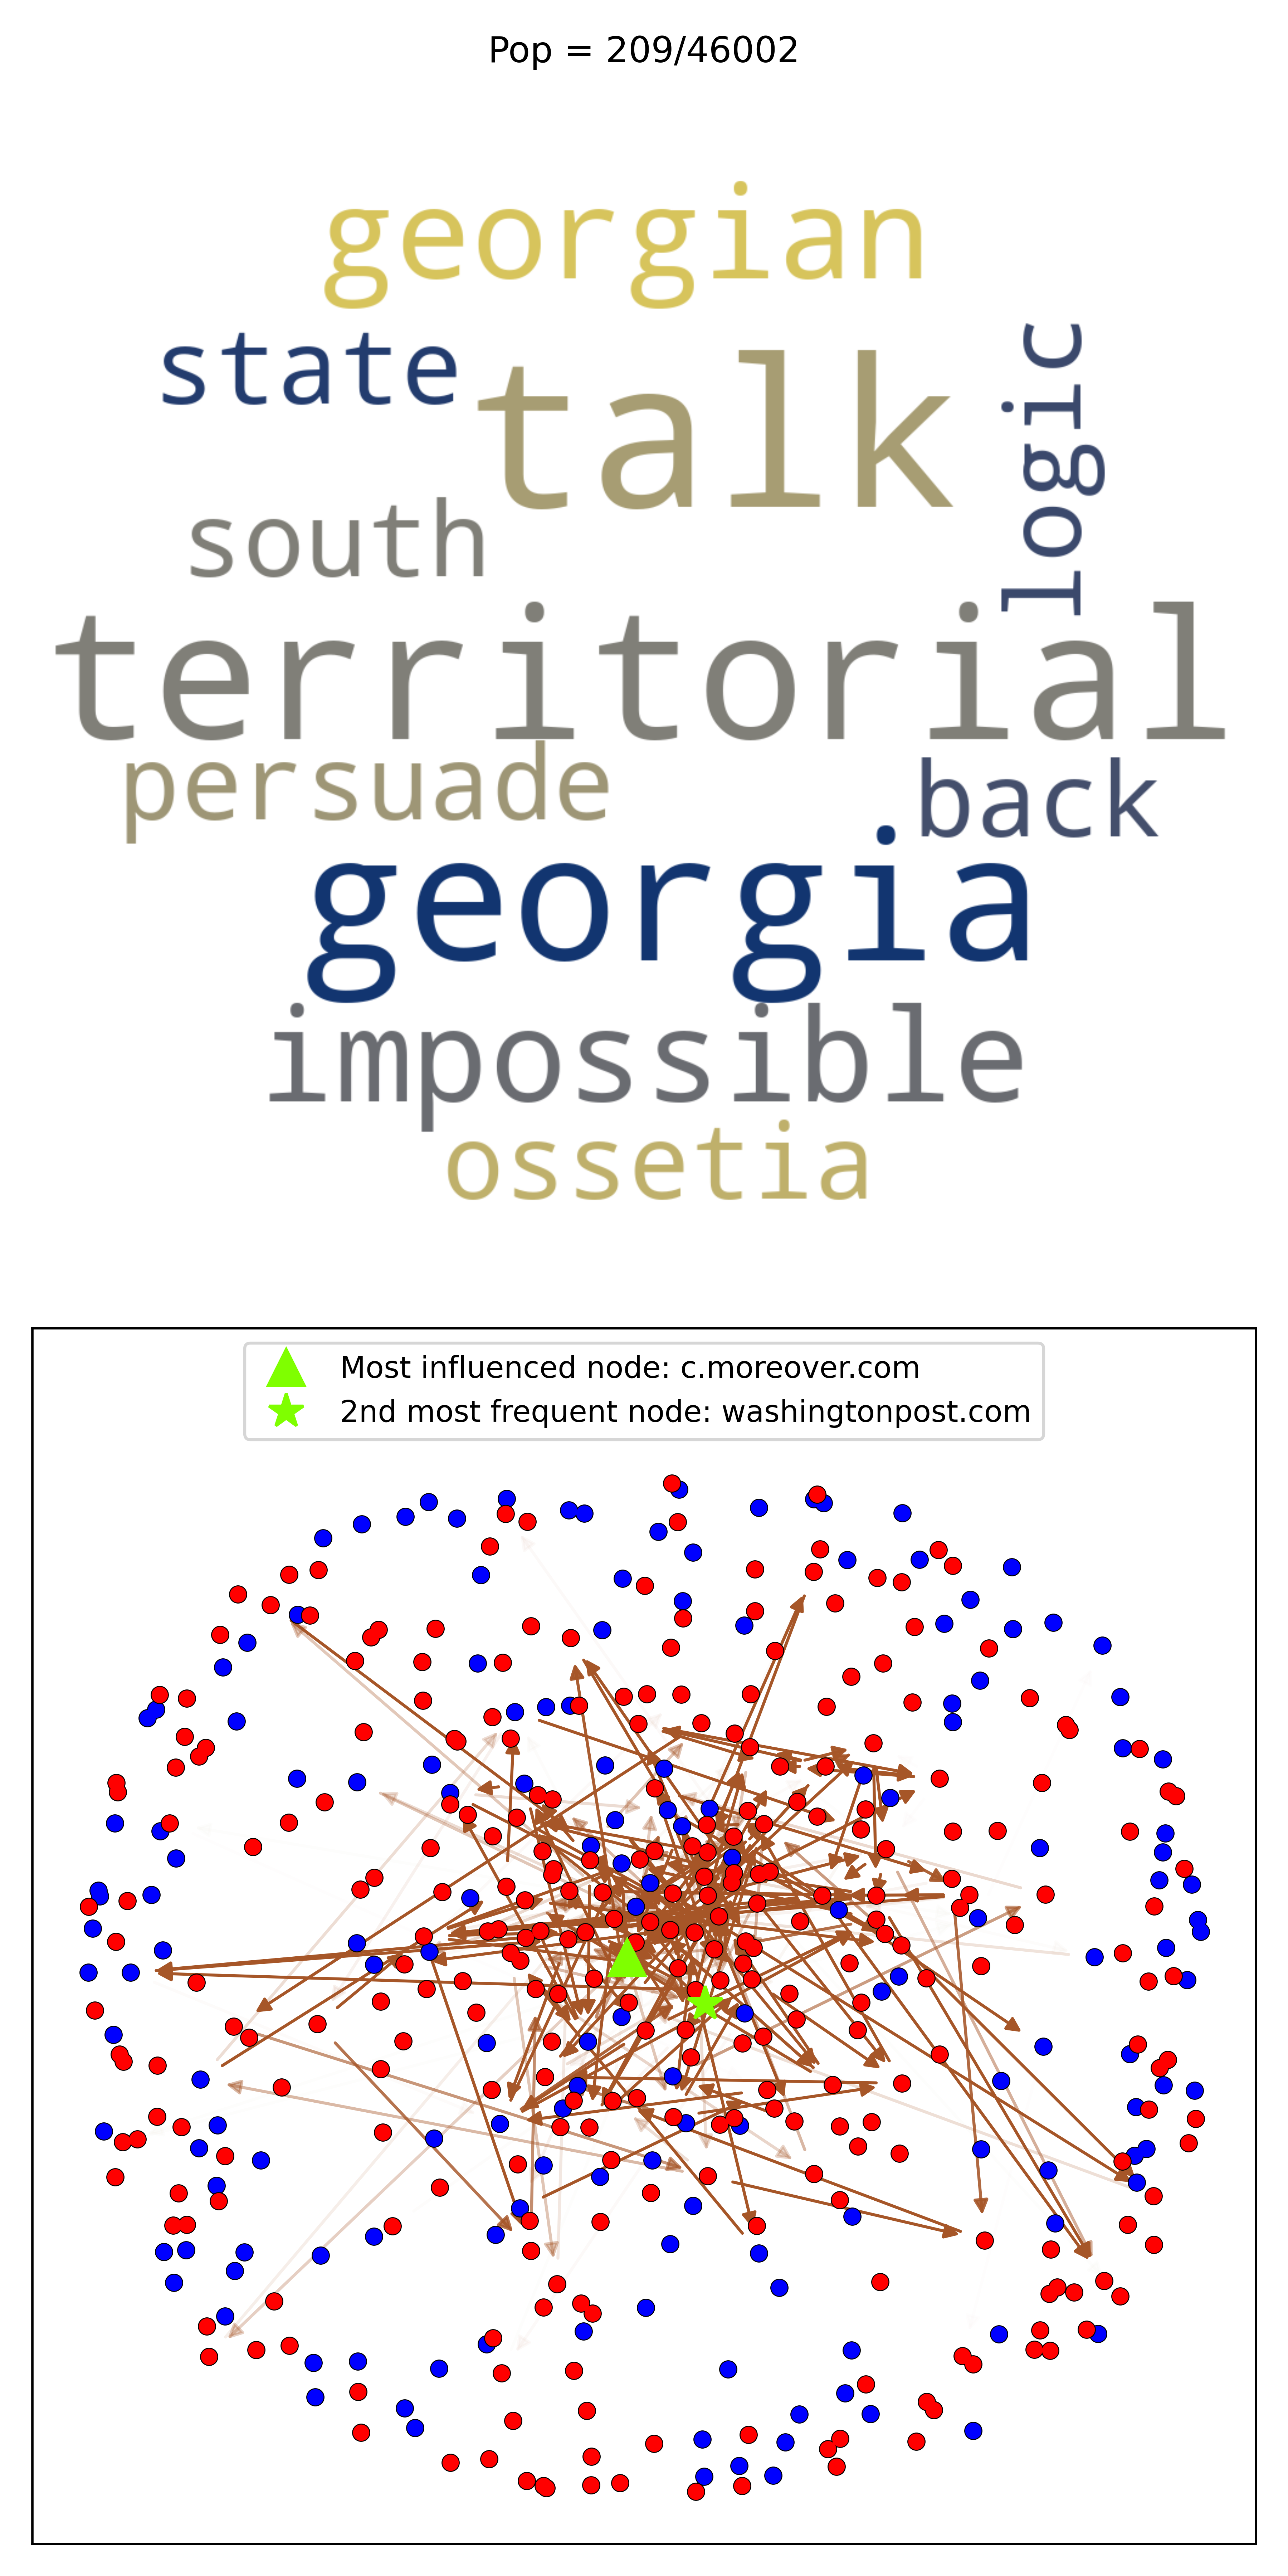 Pop = 209/46002
georgian
state
talk
logic
south
territorial
persuade
back
georgia
impossible
ossetia
Most influenced node: c.moreover.com
2nd most frequent node: washingtonpost.com